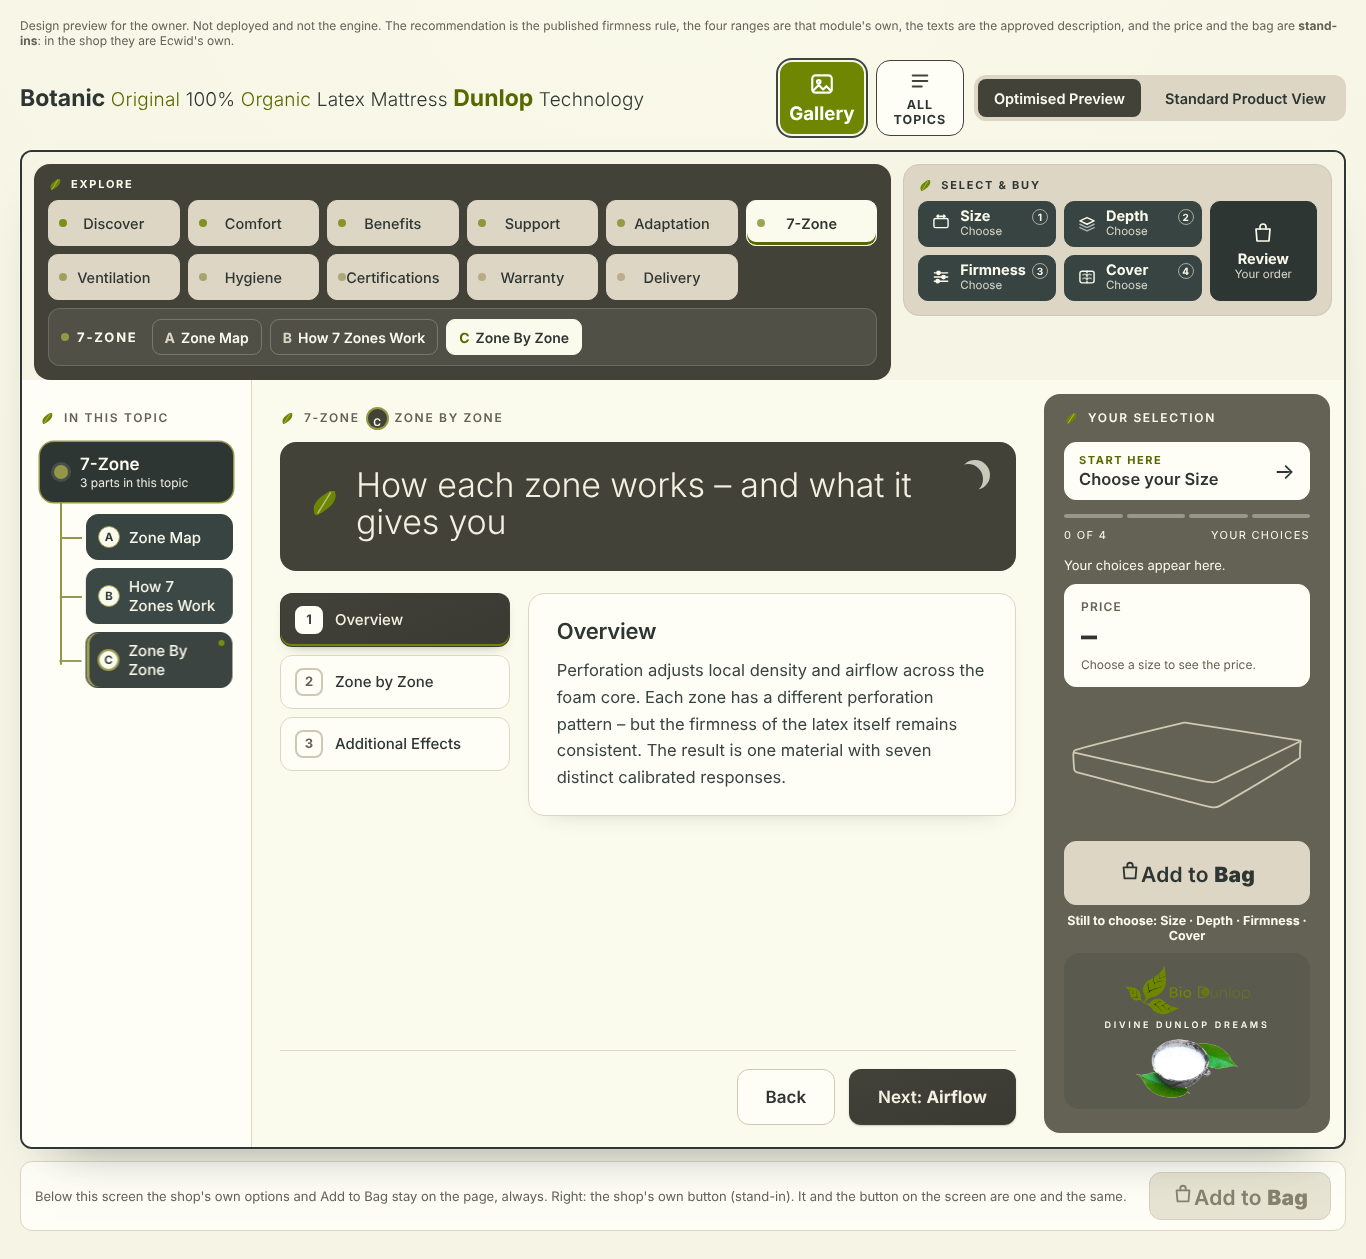 Design preview for the owner. Not deployed and not the engine. The recommendation is the published firmness rule, the four ranges are that module's own, the texts are the approved description, and the price and the bag are stand-
ins: in the shop they are Ecwid's own.
Botanic Original 100% Organic Latex Mattress Dunlop Technology
Gallery
ALL
TOPICS
Optimised Preview
Standard Product View
EXPLORE
Discover
Comfort
Benefits
Support
Adaptation
7-Zone
Ventilation
Hygiene
Certifications
Warranty
Delivery
7-ZONE
A Zone Map
B How 7 Zones Work
C Zone By Zone
SELECT & BUY
Size 1
Choose
Depth 2
Choose
Firmness 3
Choose
Cover 4
Choose
Review
Your order
IN THIS TOPIC
7-Zone
3 parts in this topic
A Zone Map
B How 7
Zones Work
C Zone By
Zone
7-ZONE C ZONE BY ZONE
How each zone works – and what it
gives you
1 Overview
2 Zone by Zone
3 Additional Effects
Overview
Perforation adjusts local density and airflow across the
foam core. Each zone has a different perforation
pattern – but the firmness of the latex itself remains
consistent. The result is one material with seven
distinct calibrated responses.
Back
Next: Airflow
YOUR SELECTION
START HERE
Choose your Size
0 OF 4
YOUR CHOICES
Your choices appear here.
PRICE
–
Choose a size to see the price.
Add to Bag
Still to choose: Size · Depth · Firmness ·
Cover
Bio Dunlop
DIVINE DUNLOP DREAMS
Below this screen the shop's own options and Add to Bag stay on the page, always. Right: the shop's own button (stand-in). It and the button on the screen are one and the same.
Add to Bag